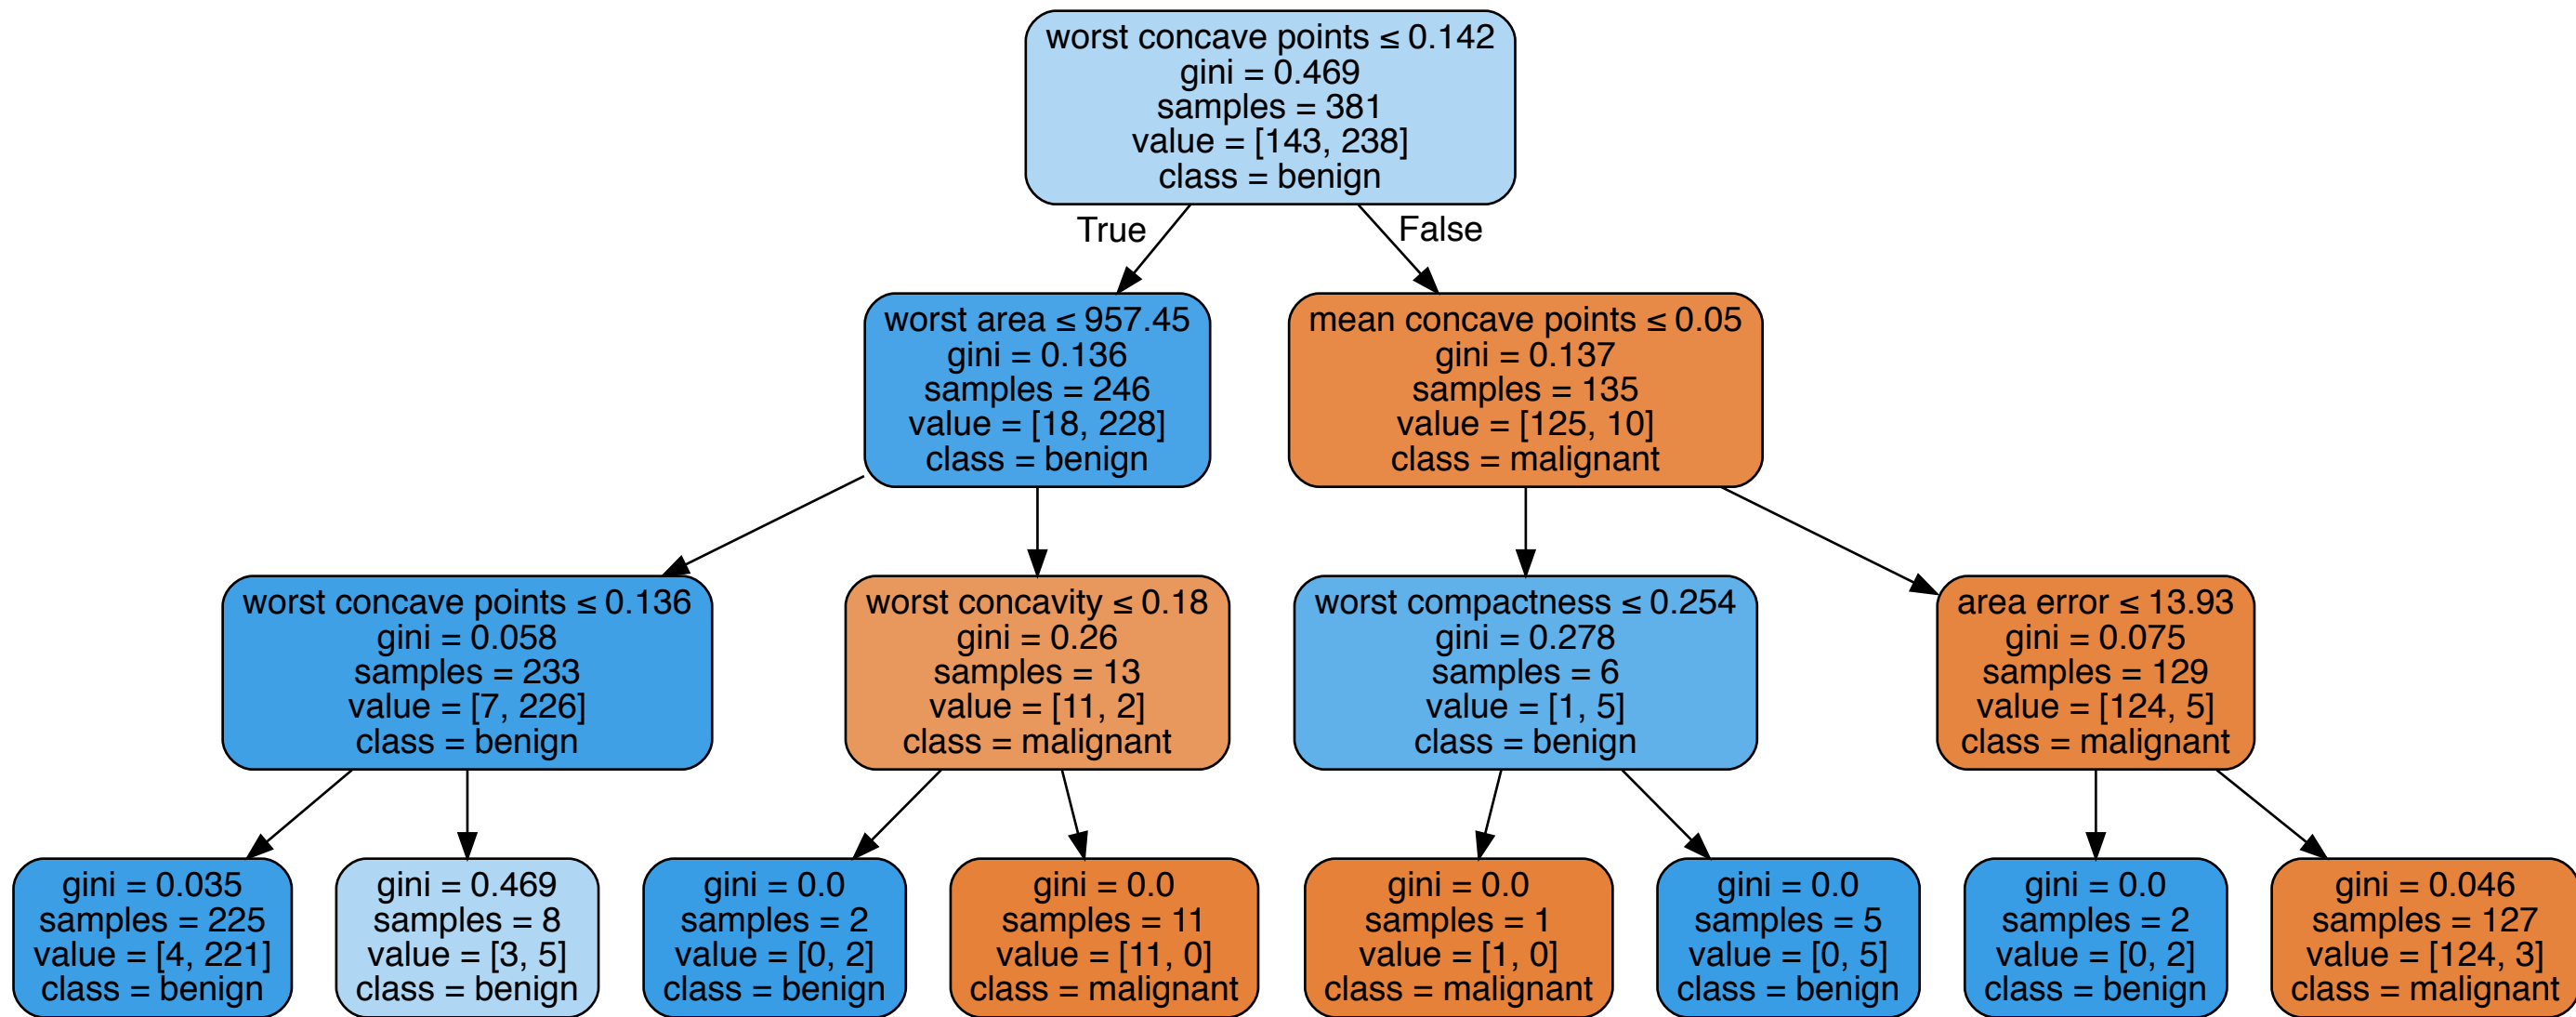 worst concave points ≤ 0.142
gini = 0.469
samples = 381
value = [143, 238]
class = benign
True
False
worst area ≤ 957.45
gini = 0.136
samples = 246
value = [18, 228]
class = benign
mean concave points ≤ 0.05
gini = 0.137
samples = 135
value = [125, 10]
class = malignant
worst concave points ≤ 0.136
gini = 0.058
samples = 233
value = [7, 226]
class = benign
worst concavity ≤ 0.18
gini = 0.26
samples = 13
value = [11, 2]
class = malignant
worst compactness ≤ 0.254
gini = 0.278
samples = 6
value = [1, 5]
class = benign
area error ≤ 13.93
gini = 0.075
samples = 129
value = [124, 5]
class = malignant
gini = 0.035
samples = 225
value = [4, 221]
class = benign
gini = 0.469
samples = 8
value = [3, 5]
class = benign
gini = 0.0
samples = 2
value = [0, 2]
class = benign
gini = 0.0
samples = 11
value = [11, 0]
class = malignant
gini = 0.0
samples = 1
value = [1, 0]
class = malignant
gini = 0.0
samples = 5
value = [0, 5]
class = benign
gini = 0.0
samples = 2
value = [0, 2]
class = benign
gini = 0.046
samples = 127
value = [124, 3]
class = malignant